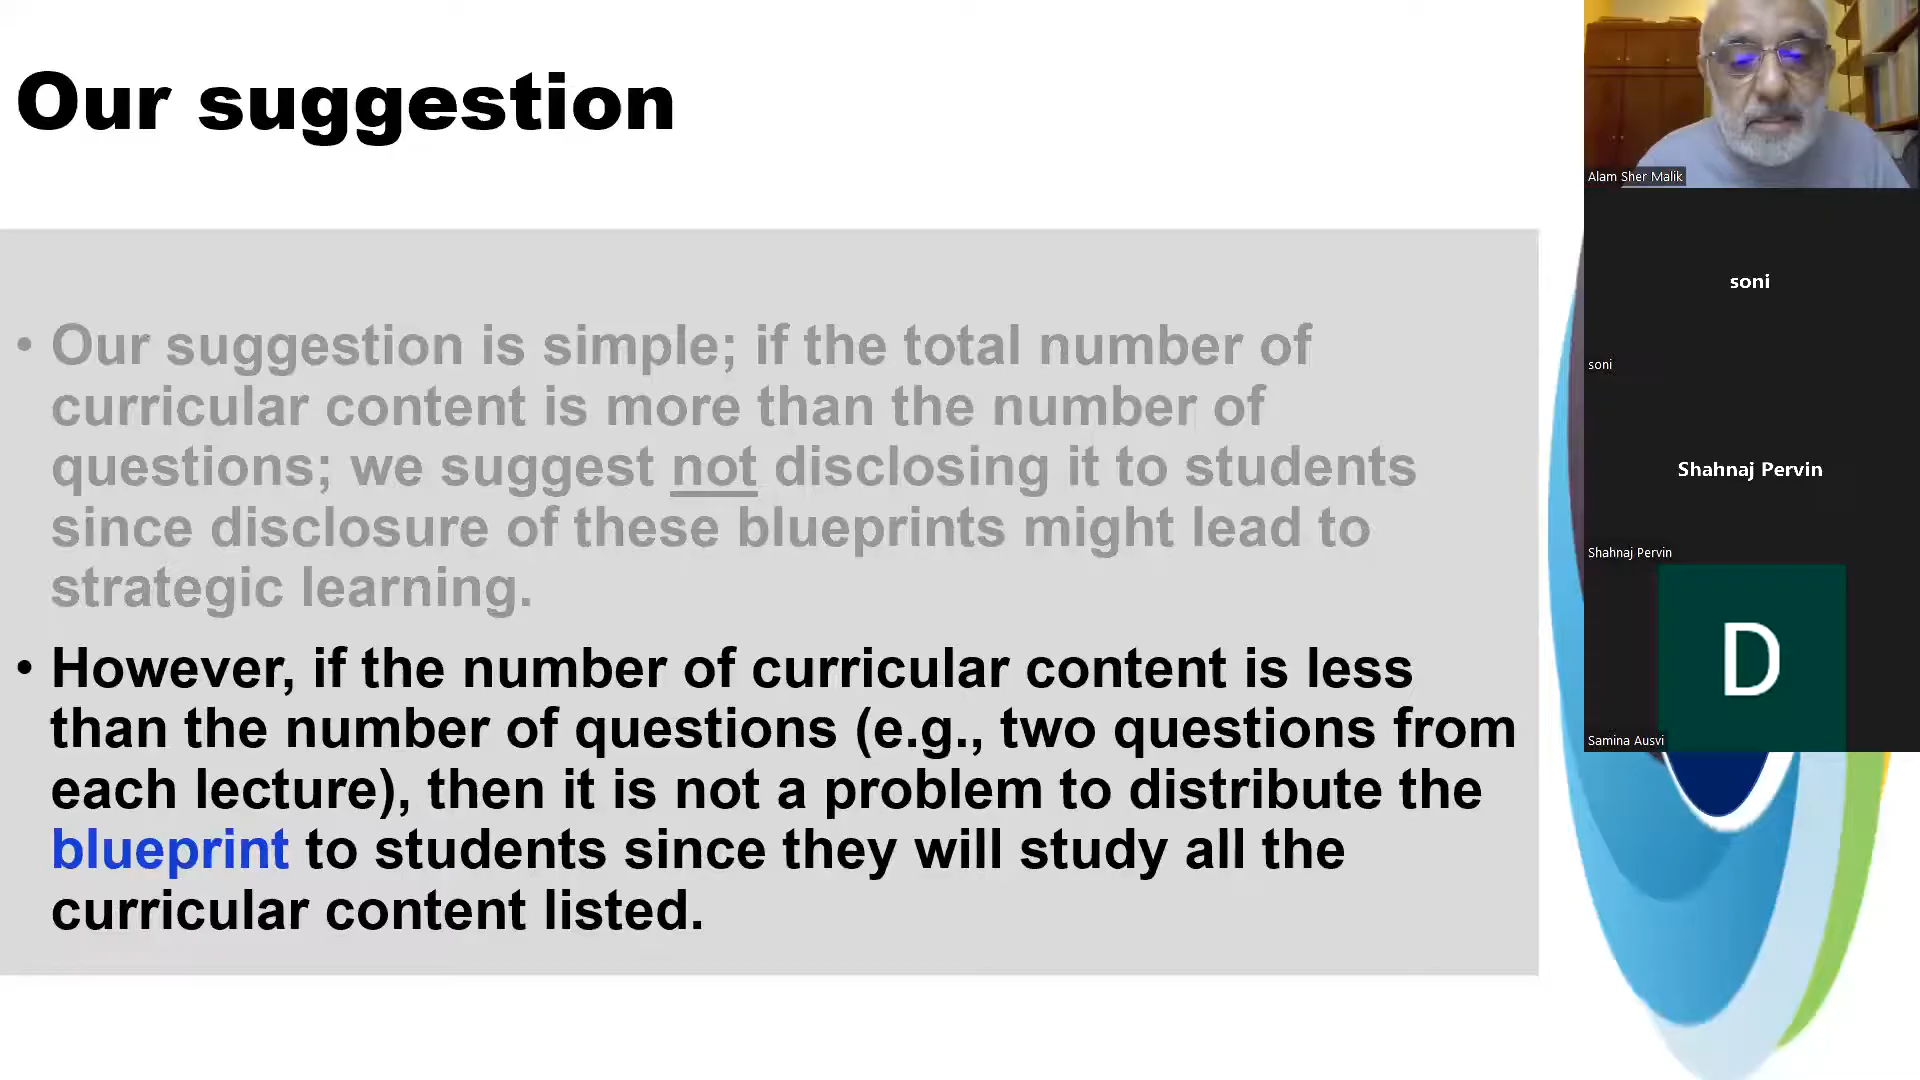 Our suggestion
• Our suggestion is simple; if the total number of
curricular content is more than the number of
questions; we suggest not disclosing it to students
since disclosure of these blueprints might lead to
strategic learning.
• However, if the number of curricular content is less
than the number of questions (e.g., two questions from
each lecture), then it is not a problem to distribute the
blueprint to students since they will study all the
curricular content listed.
Alam Sher Malik
soni
soni
Shahnaj Pervin
Shahnaj Pervin
D
Samina Ausvi